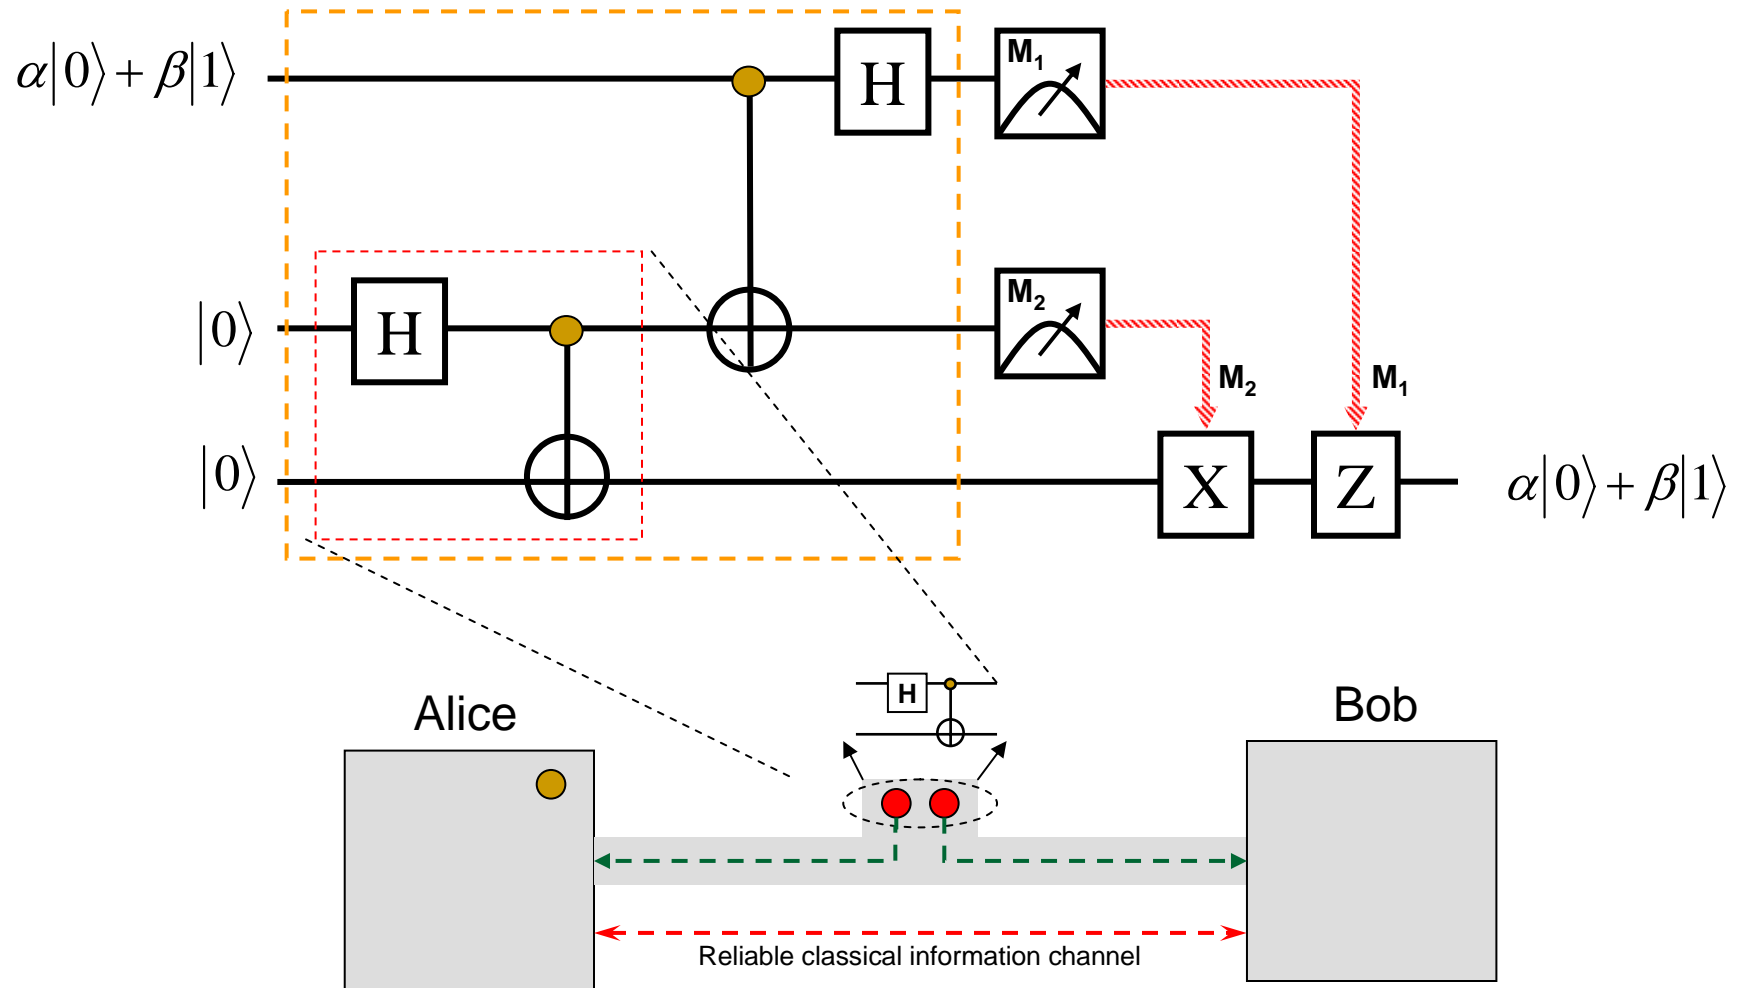 α|0⟩ + β|1⟩
H
M₁
|0⟩
H
M₂
M₂
M₁
|0⟩
X
Z
α|0⟩ + β|1⟩
H
Alice
Bob
Reliable classical information channel